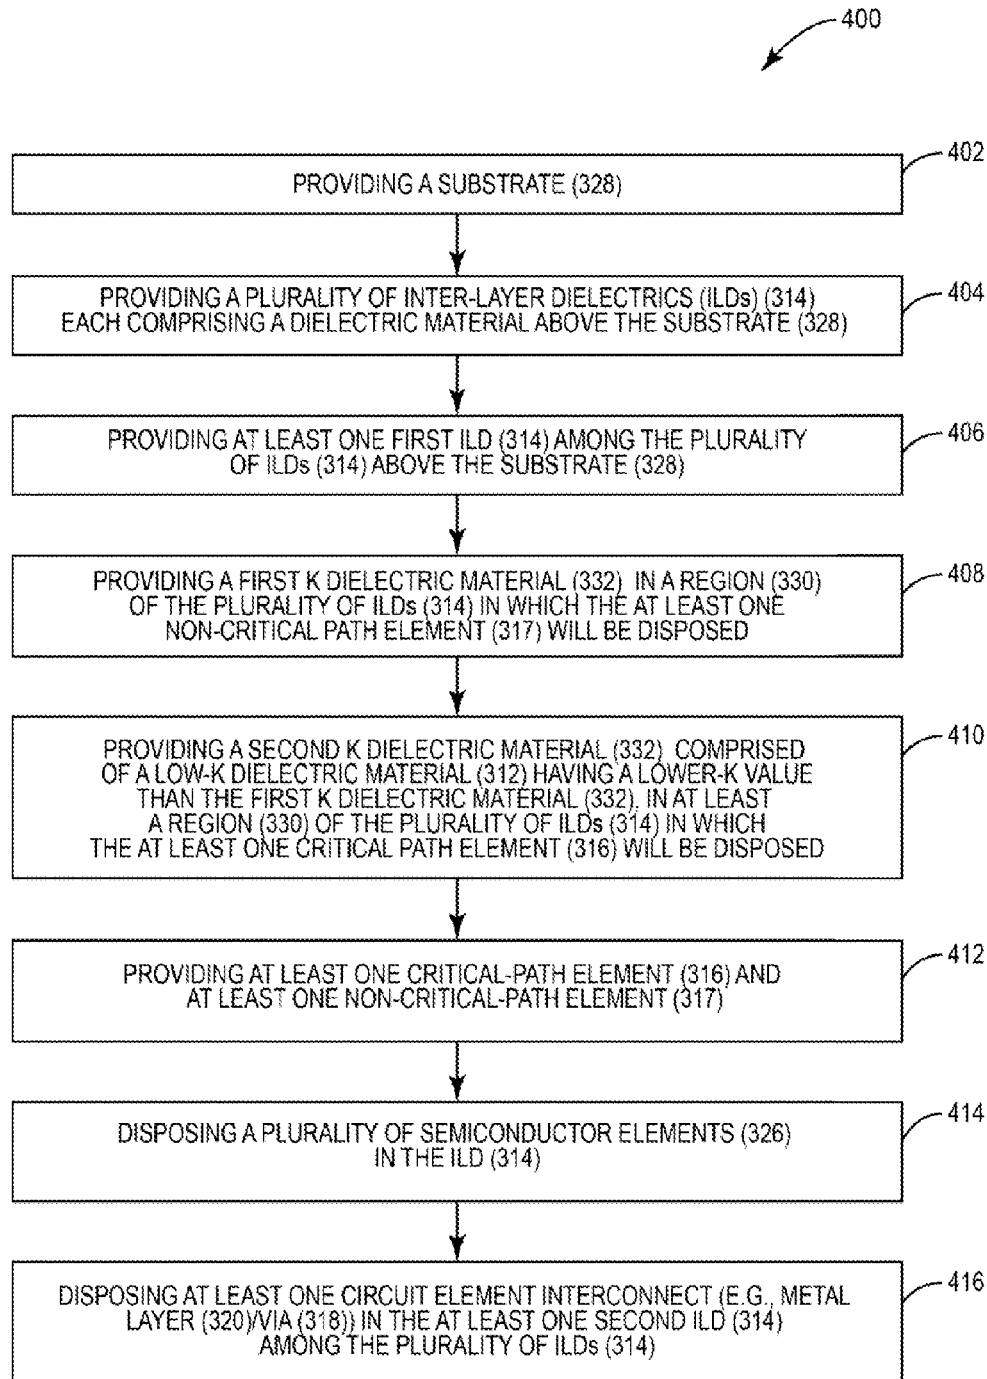 400
402
PROVIDING A SUBSTRATE (328)
404
PROVIDING A PLURALITY OF INTER-LAYER DIELECTRICS (ILDs) (314)
EACH COMPRISING A DIELECTRIC MATERIAL ABOVE THE SUBSTRATE (328)
406
PROVIDING AT LEAST ONE FIRST ILD (314) AMONG THE PLURALITY
OF ILDs (314) ABOVE THE SUBSTRATE (328)
408
PROVIDING A FIRST K DIELECTRIC MATERIAL (332) IN A REGION (330)
OF THE PLURALITY OF ILDs (314) IN WHICH THE AT LEAST ONE
NON-CRITICAL PATH ELEMENT (317) WILL BE DISPOSED
410
PROVIDING A SECOND K DIELECTRIC MATERIAL (332) COMPRISED
OF A LOW-K DIELECTRIC MATERIAL (312) HAVING A LOWER-K VALUE
THAN THE FIRST K DIELECTRIC MATERIAL (332), IN AT LEAST
A REGION (330) OF THE PLURALITY OF ILDs (314) IN WHICH
THE AT LEAST ONE CRITICAL PATH ELEMENT (316) WILL BE DISPOSED
412
PROVIDING AT LEAST ONE CRITICAL-PATH ELEMENT (316) AND
AT LEAST ONE NON-CRITICAL-PATH ELEMENT (317)
414
DISPOSING A PLURALITY OF SEMICONDUCTOR ELEMENTS (326)
IN THE ILD (314)
416
DISPOSING AT LEAST ONE CIRCUIT ELEMENT INTERCONNECT (E.G., METAL
LAYER (320)/VIA (318)) IN THE AT LEAST ONE SECOND ILD (314)
AMONG THE PLURALITY OF ILDs (314)